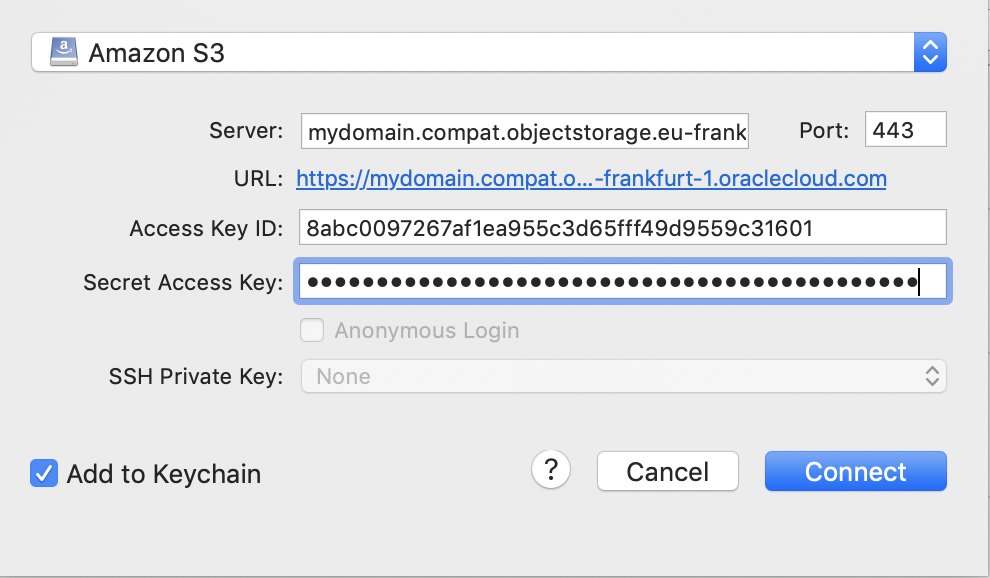 Amazon S3
Server: mydomain.compat.objectstorage.eu-frank Port: 443
URL: https://mydomain.compat.o...-frankfurt-1.oraclecloud.com
Access Key ID: 8abc0097267af1ea955c3d65fff49d9559c31601
Secret Access Key: ••••••••••••••••••••••••••••••••••••••••••••
Anonymous Login
SSH Private Key: None
Add to Keychain ? Cancel Connect